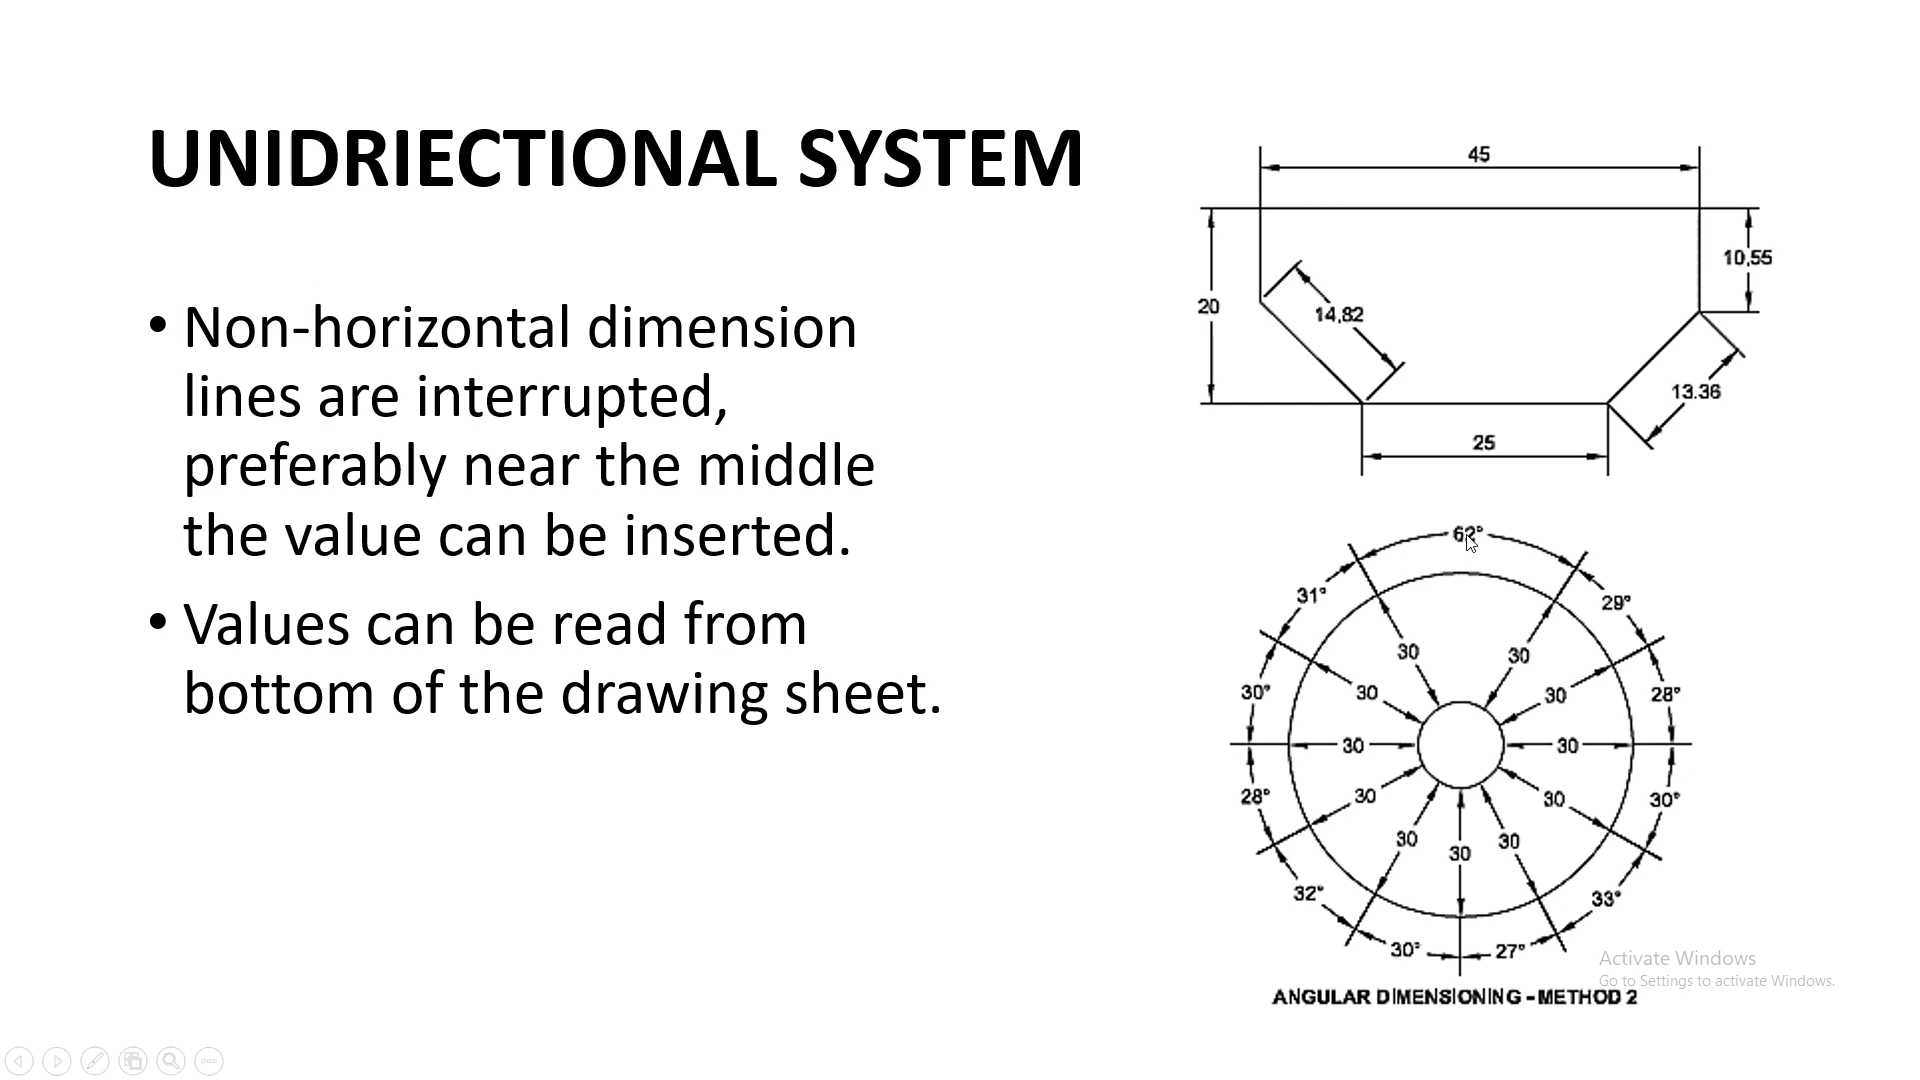 UNIDRIECTIONAL SYSTEM
• Non-horizontal dimension
lines are interrupted,
preferably near the middle
the value can be inserted.
• Values can be read from
bottom of the drawing sheet.
45
10,55
20
14,82
13.36
25
62°
31°
29°
30
30
30°
30
30
28°
30
30
28°
30
30
30°
30
30
30
32°
33°
30°
27°
Activate Windows
Go to Settings to activate Windows.
ANGULAR DIMENSIONING - METHOD 2